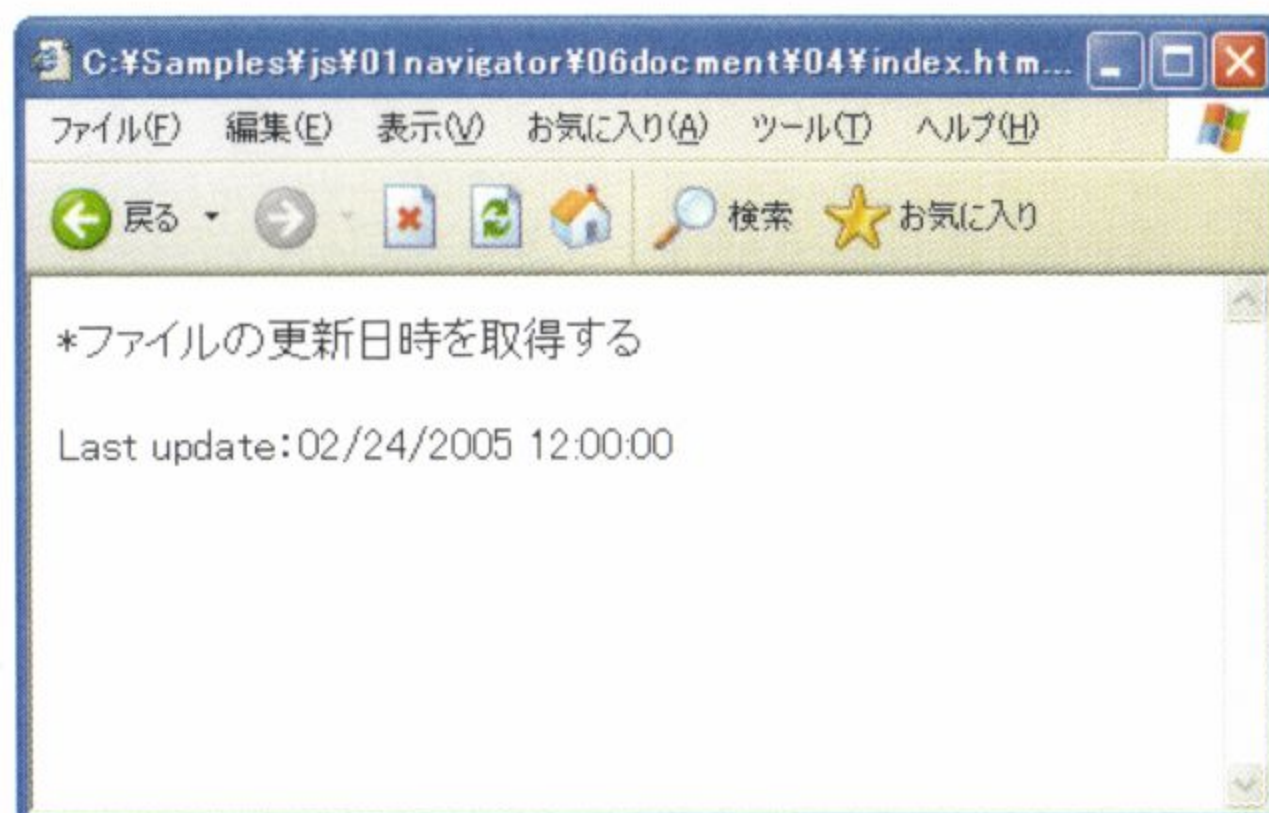 C:¥Samples¥js¥01navigator¥06docment¥04¥index.htm...
ファイル(F) 編集(E) 表示(V) お気に入り(A) ツール(T) ヘルプ(H)
戻る 検索 お気に入り
*ファイルの更新日時を取得する
Last update:02/24/2005 12:00:00